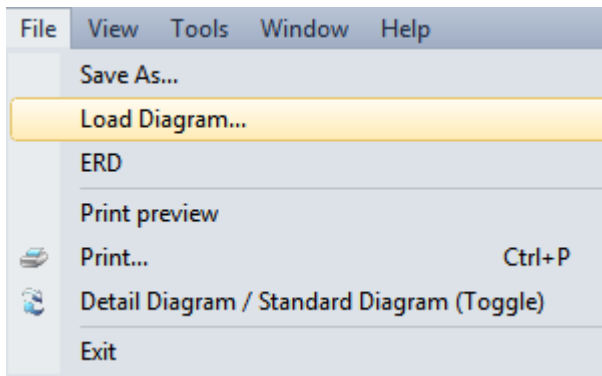 File View Tools Window Help
Save As...
Load Diagram...
ERD
Print preview
Print... Ctrl+P
Detail Diagram / Standard Diagram (Toggle)
Exit